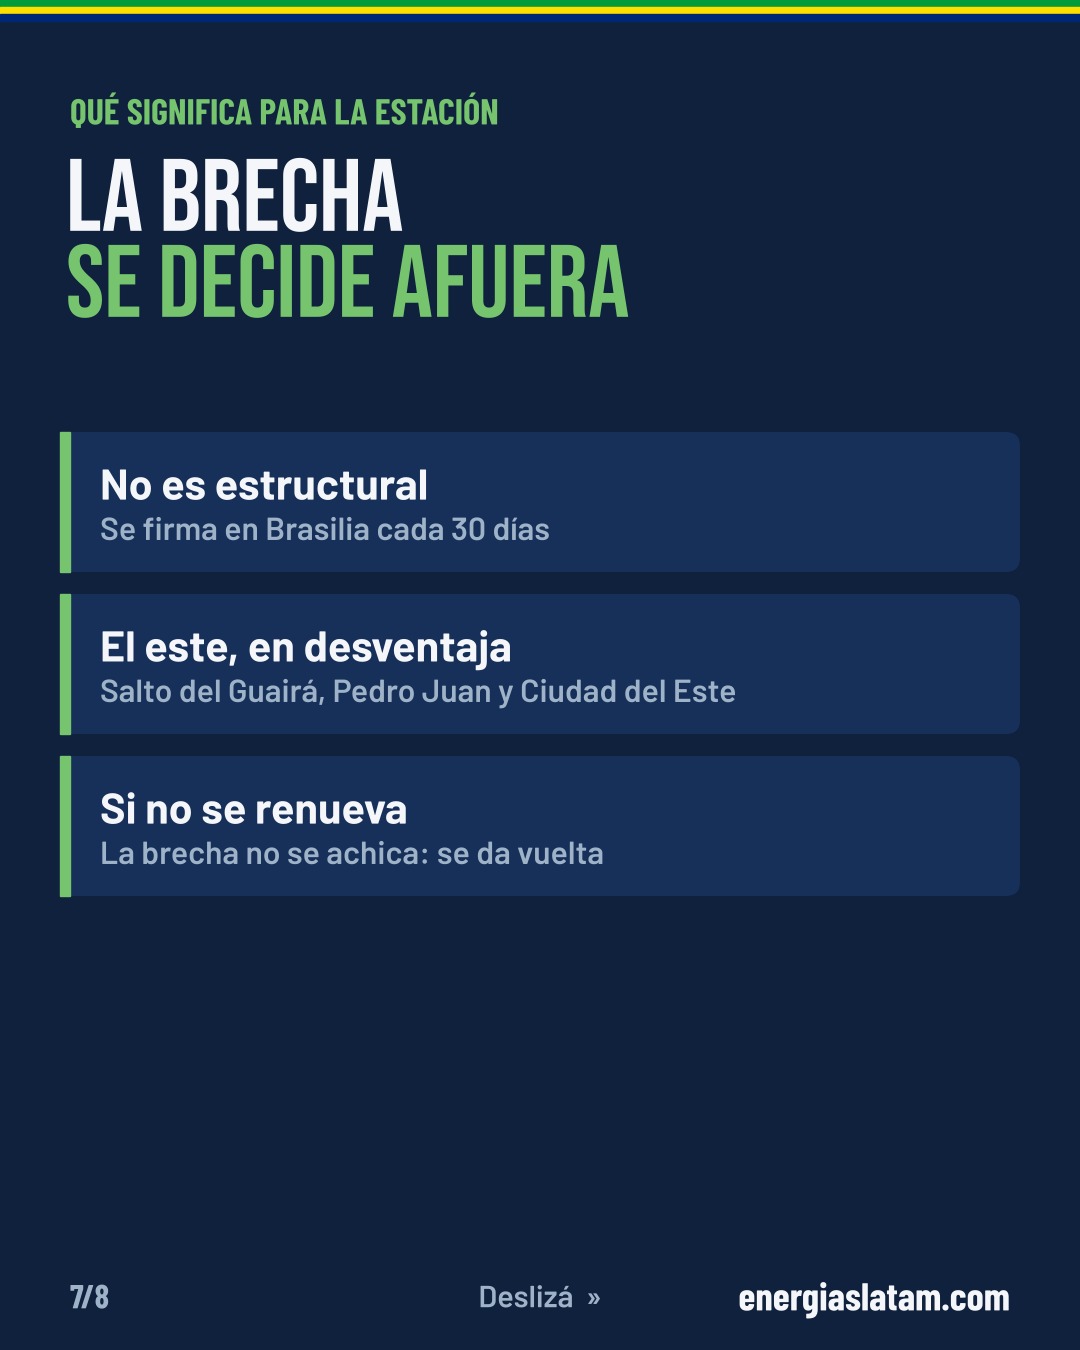 QUÉ SIGNIFICA PARA LA ESTACIÓN
LA BRECHA
SE DECIDE AFUERA
No es estructural
Se firma en Brasilia cada 30 días
El este, en desventaja
Salto del Guairá, Pedro Juan y Ciudad del Este
Si no se renueva
La brecha no se achica: se da vuelta
7/8
Deslizá »
energiaslatam.com